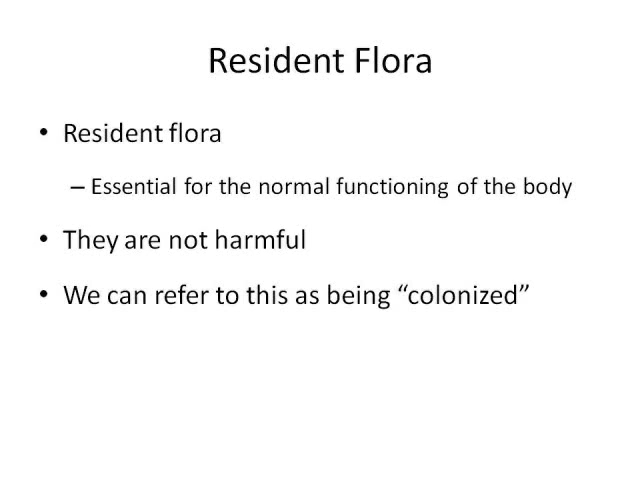 Resident Flora
• Resident flora
– Essential for the normal functioning of the body
• They are not harmful
• We can refer to this as being “colonized”